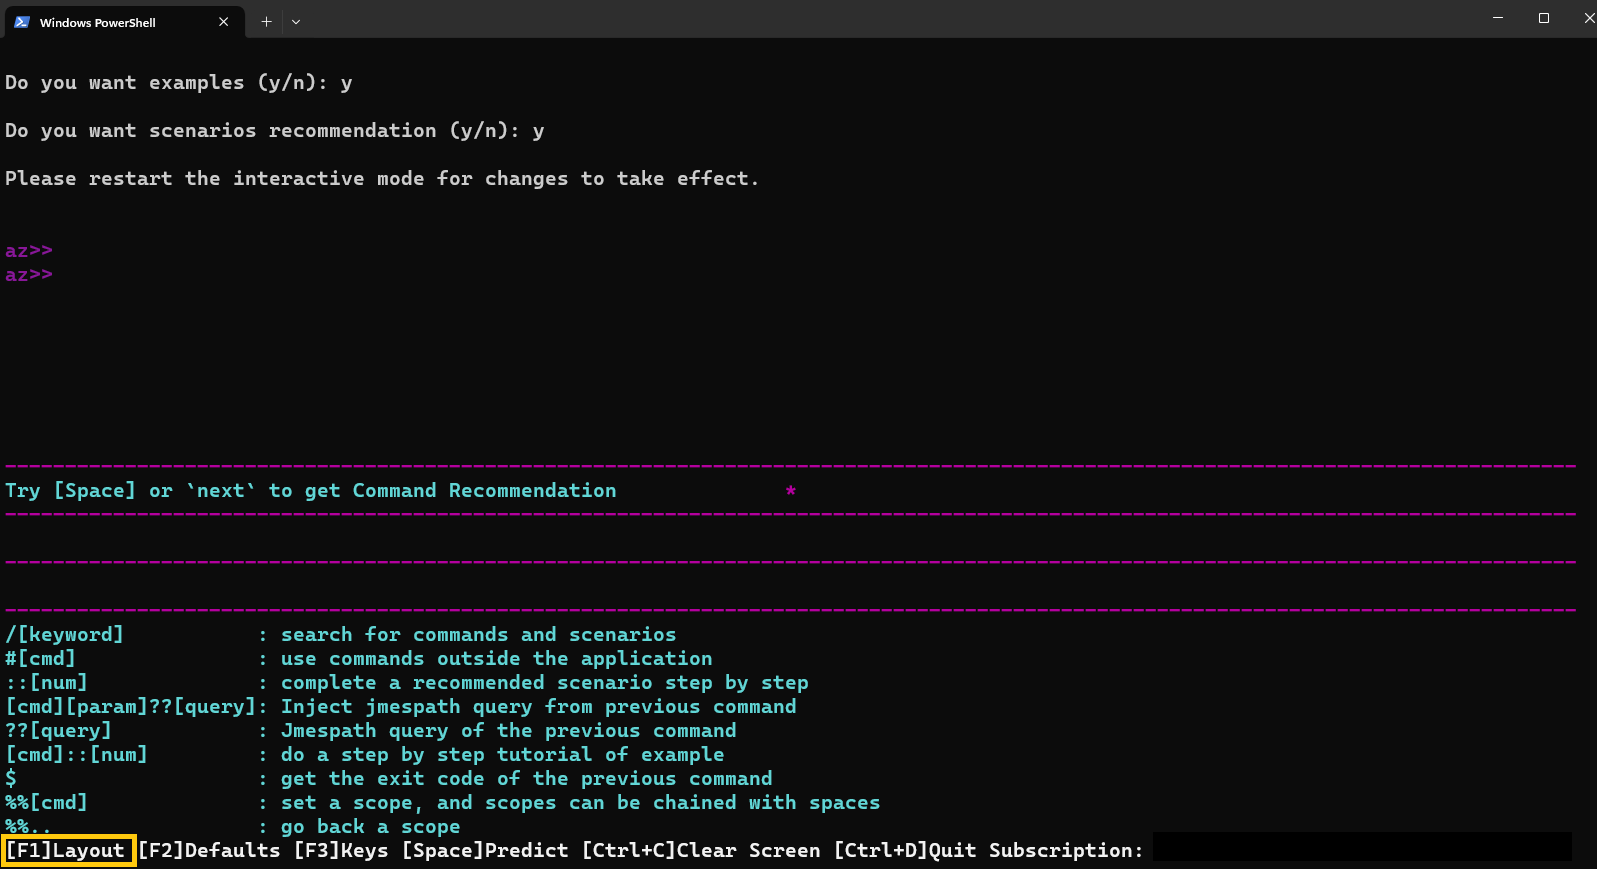 Windows PowerShell
Do you want examples (y/n): y
Do you want scenarios recommendation (y/n): y
Please restart the interactive mode for changes to take effect.
az>>
az>>
Try [Space] or `next` to get Command Recommendation *
/[keyword] : search for commands and scenarios
#[cmd] : use commands outside the application
::[num] : complete a recommended scenario step by step
[cmd][param]??[query]: Inject jmespath query from previous command
??[query] : Jmespath query of the previous command
[cmd]::[num] : do a step by step tutorial of example
$ : get the exit code of the previous command
%%[cmd] : set a scope, and scopes can be chained with spaces
%%.. : go back a scope
[F1]Layout [F2]Defaults [F3]Keys [Space]Predict [Ctrl+C]Clear Screen [Ctrl+D]Quit Subscription: